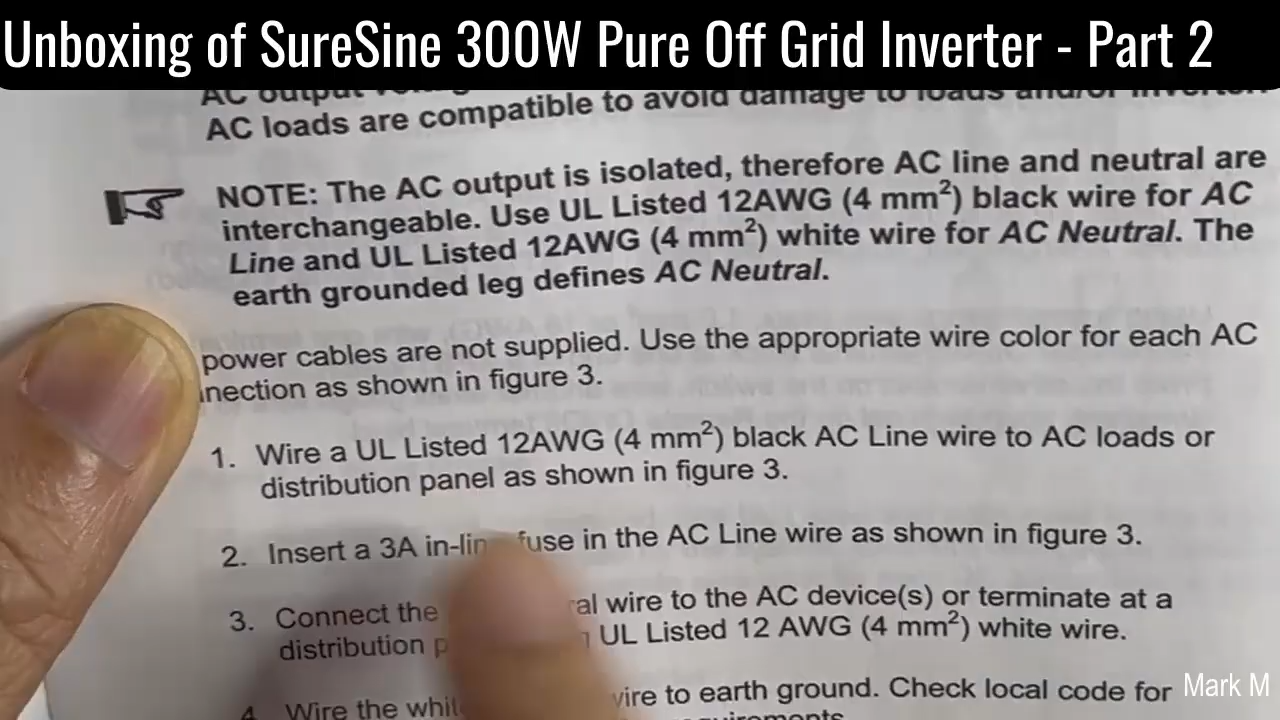 Unboxing of SureSine 300W Pure Off Grid Inverter - Part 2
AC output
AC loads are compatible to avoid damage to loads and/or inverter.
NOTE: The AC output is isolated, therefore AC line and neutral are
interchangeable. Use UL Listed 12AWG (4 mm²) black wire for AC
Line and UL Listed 12AWG (4 mm²) white wire for AC Neutral. The
earth grounded leg defines AC Neutral.
power cables are not supplied. Use the appropriate wire color for each AC
nection as shown in figure 3.
1. Wire a UL Listed 12AWG (4 mm²) black AC Line wire to AC loads or
distribution panel as shown in figure 3.
2. Insert a 3A in-lin fuse in the AC Line wire as shown in figure 3.
3. Connect the ral wire to the AC device(s) or terminate at a
distribution p UL Listed 12 AWG (4 mm²) white wire.
4. Wire the whit wire to earth ground. Check local code for
Mark M